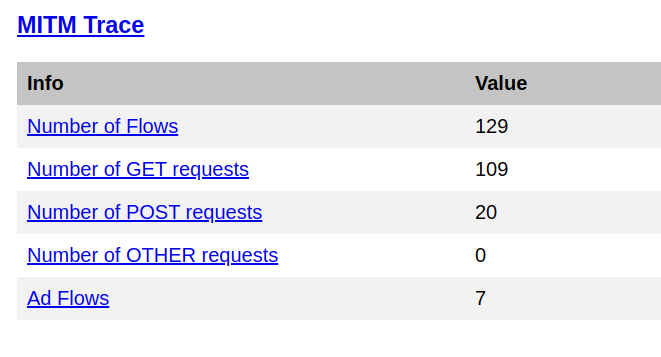 MITM Trace
Info Value
Number of Flows 129
Number of GET requests 109
Number of POST requests 20
Number of OTHER requests 0
Ad Flows 7